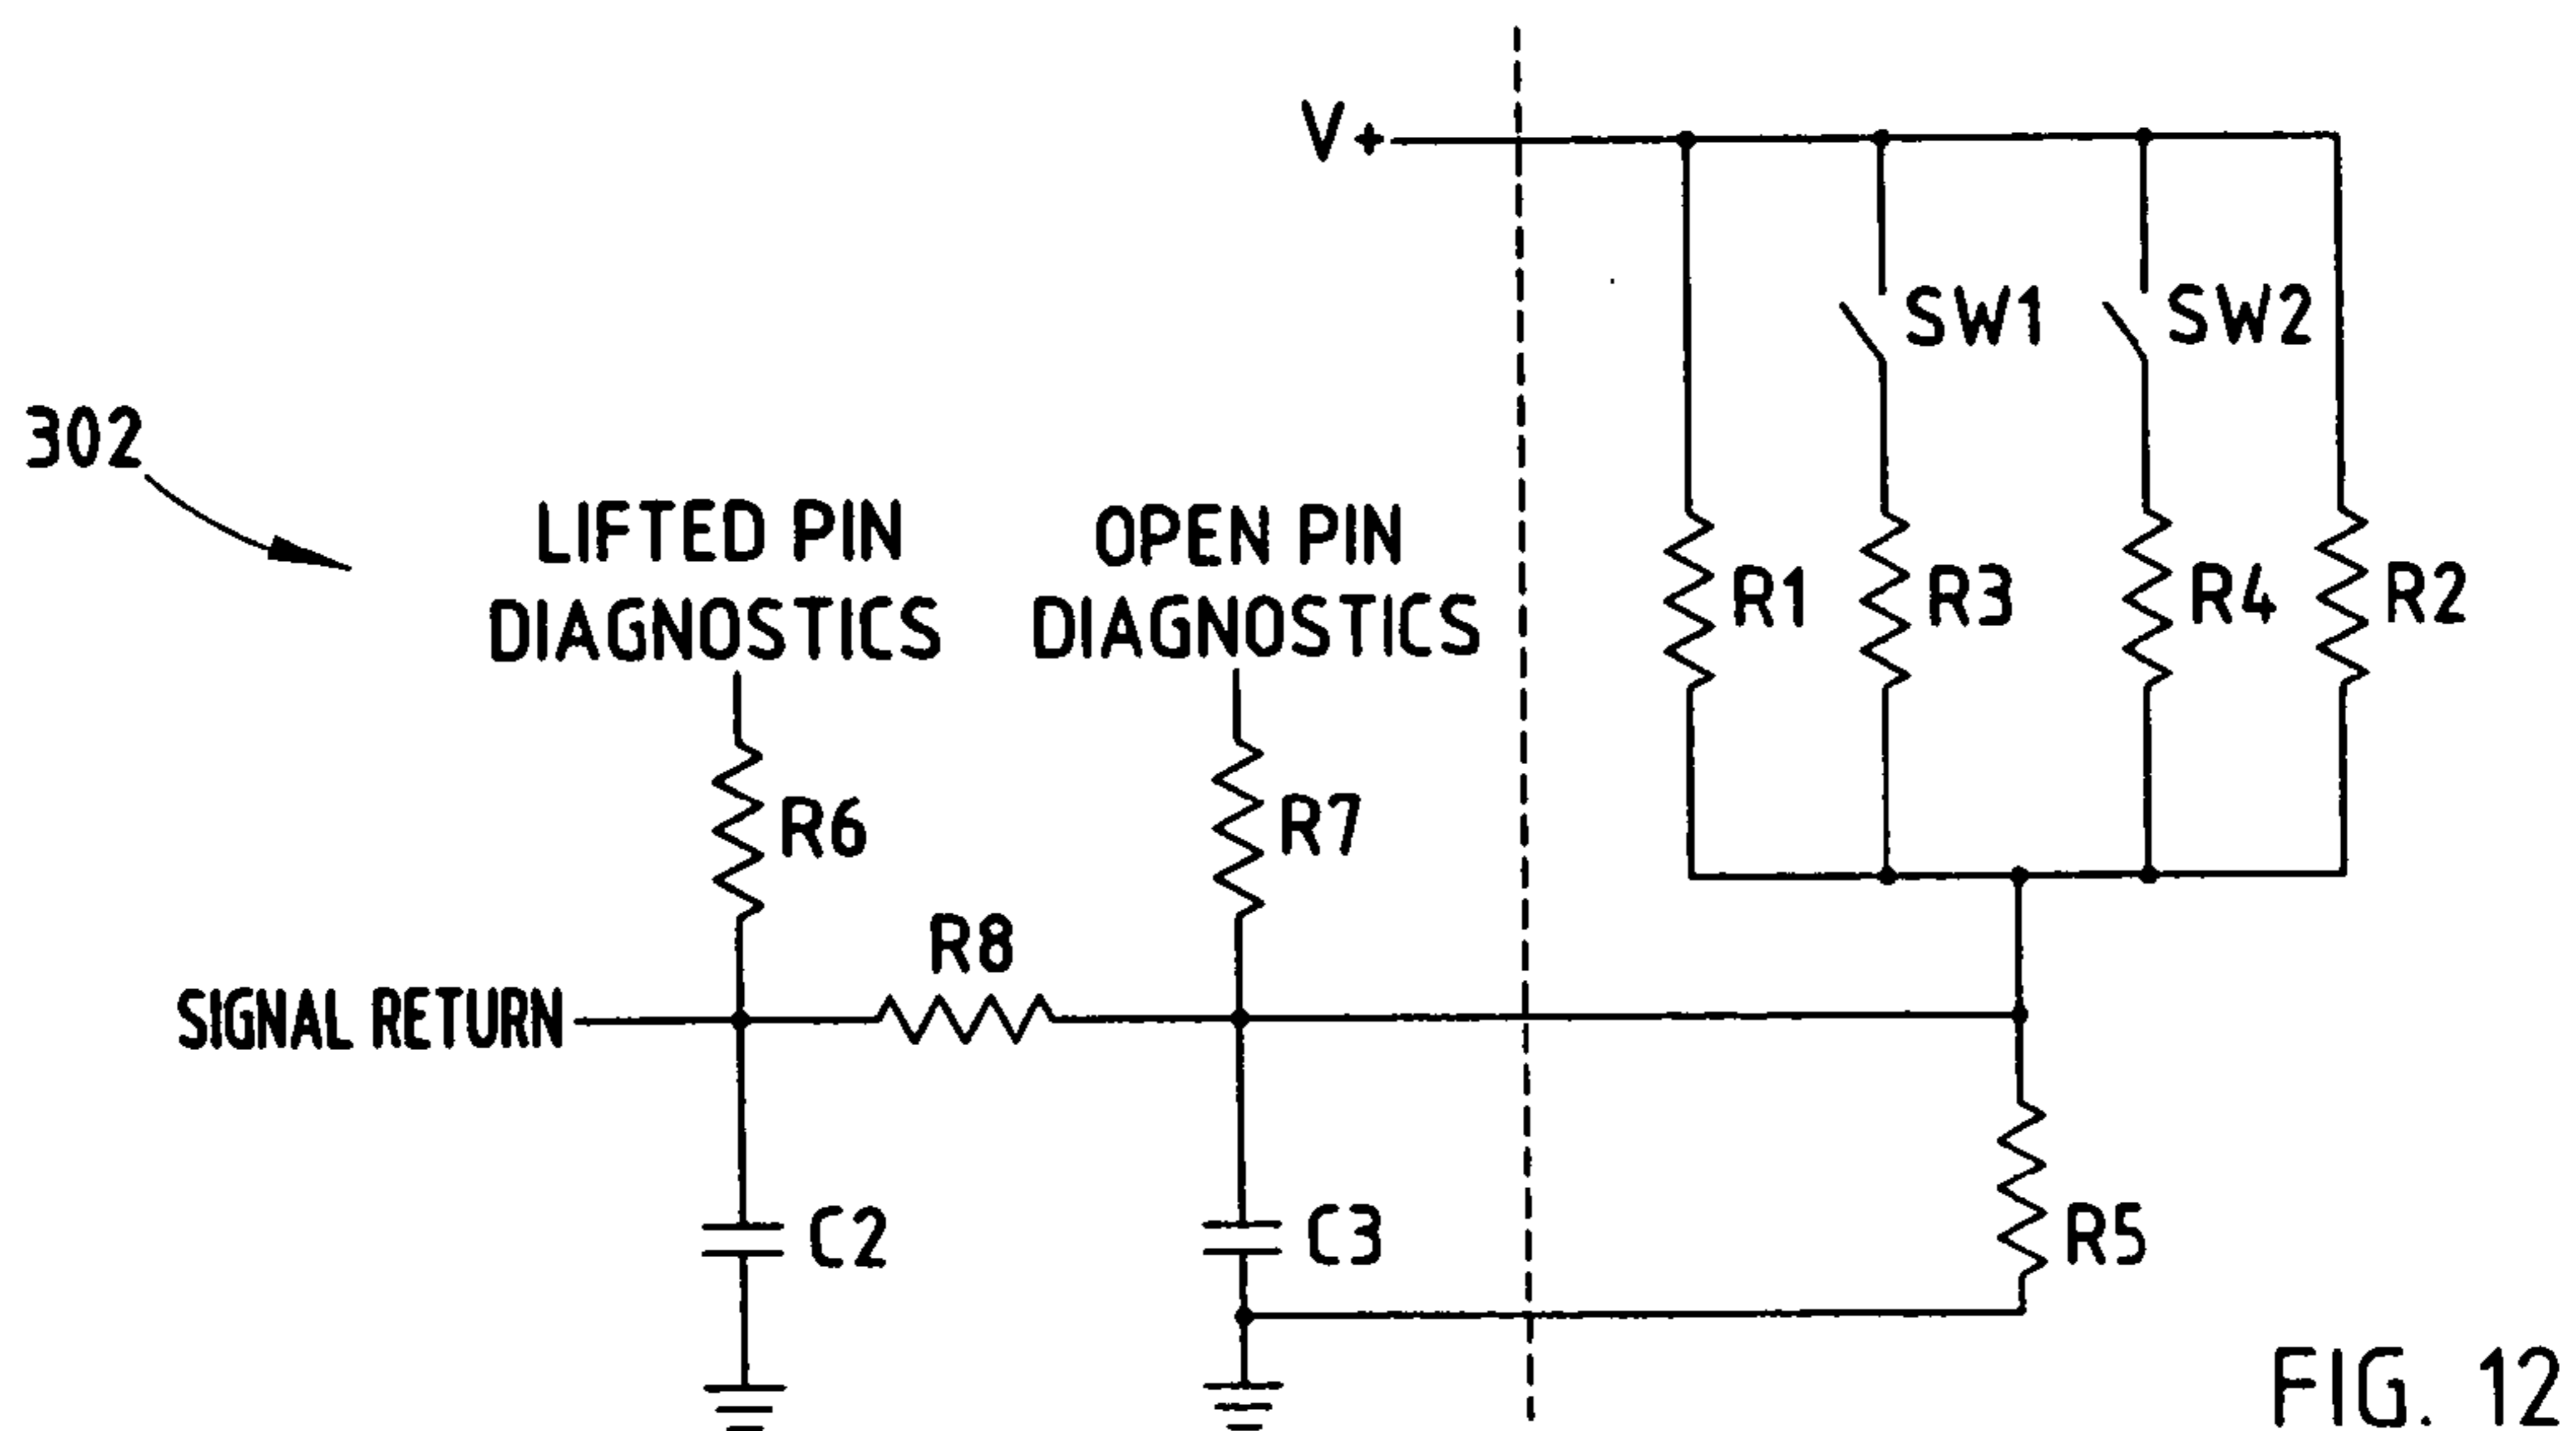 V+
SW1
SW2
302
LIFTED PIN
DIAGNOSTICS
OPEN PIN
DIAGNOSTICS
R1
R3
R4
R2
R6
R7
R8
SIGNAL RETURN
C2
C3
R5
FIG. 12